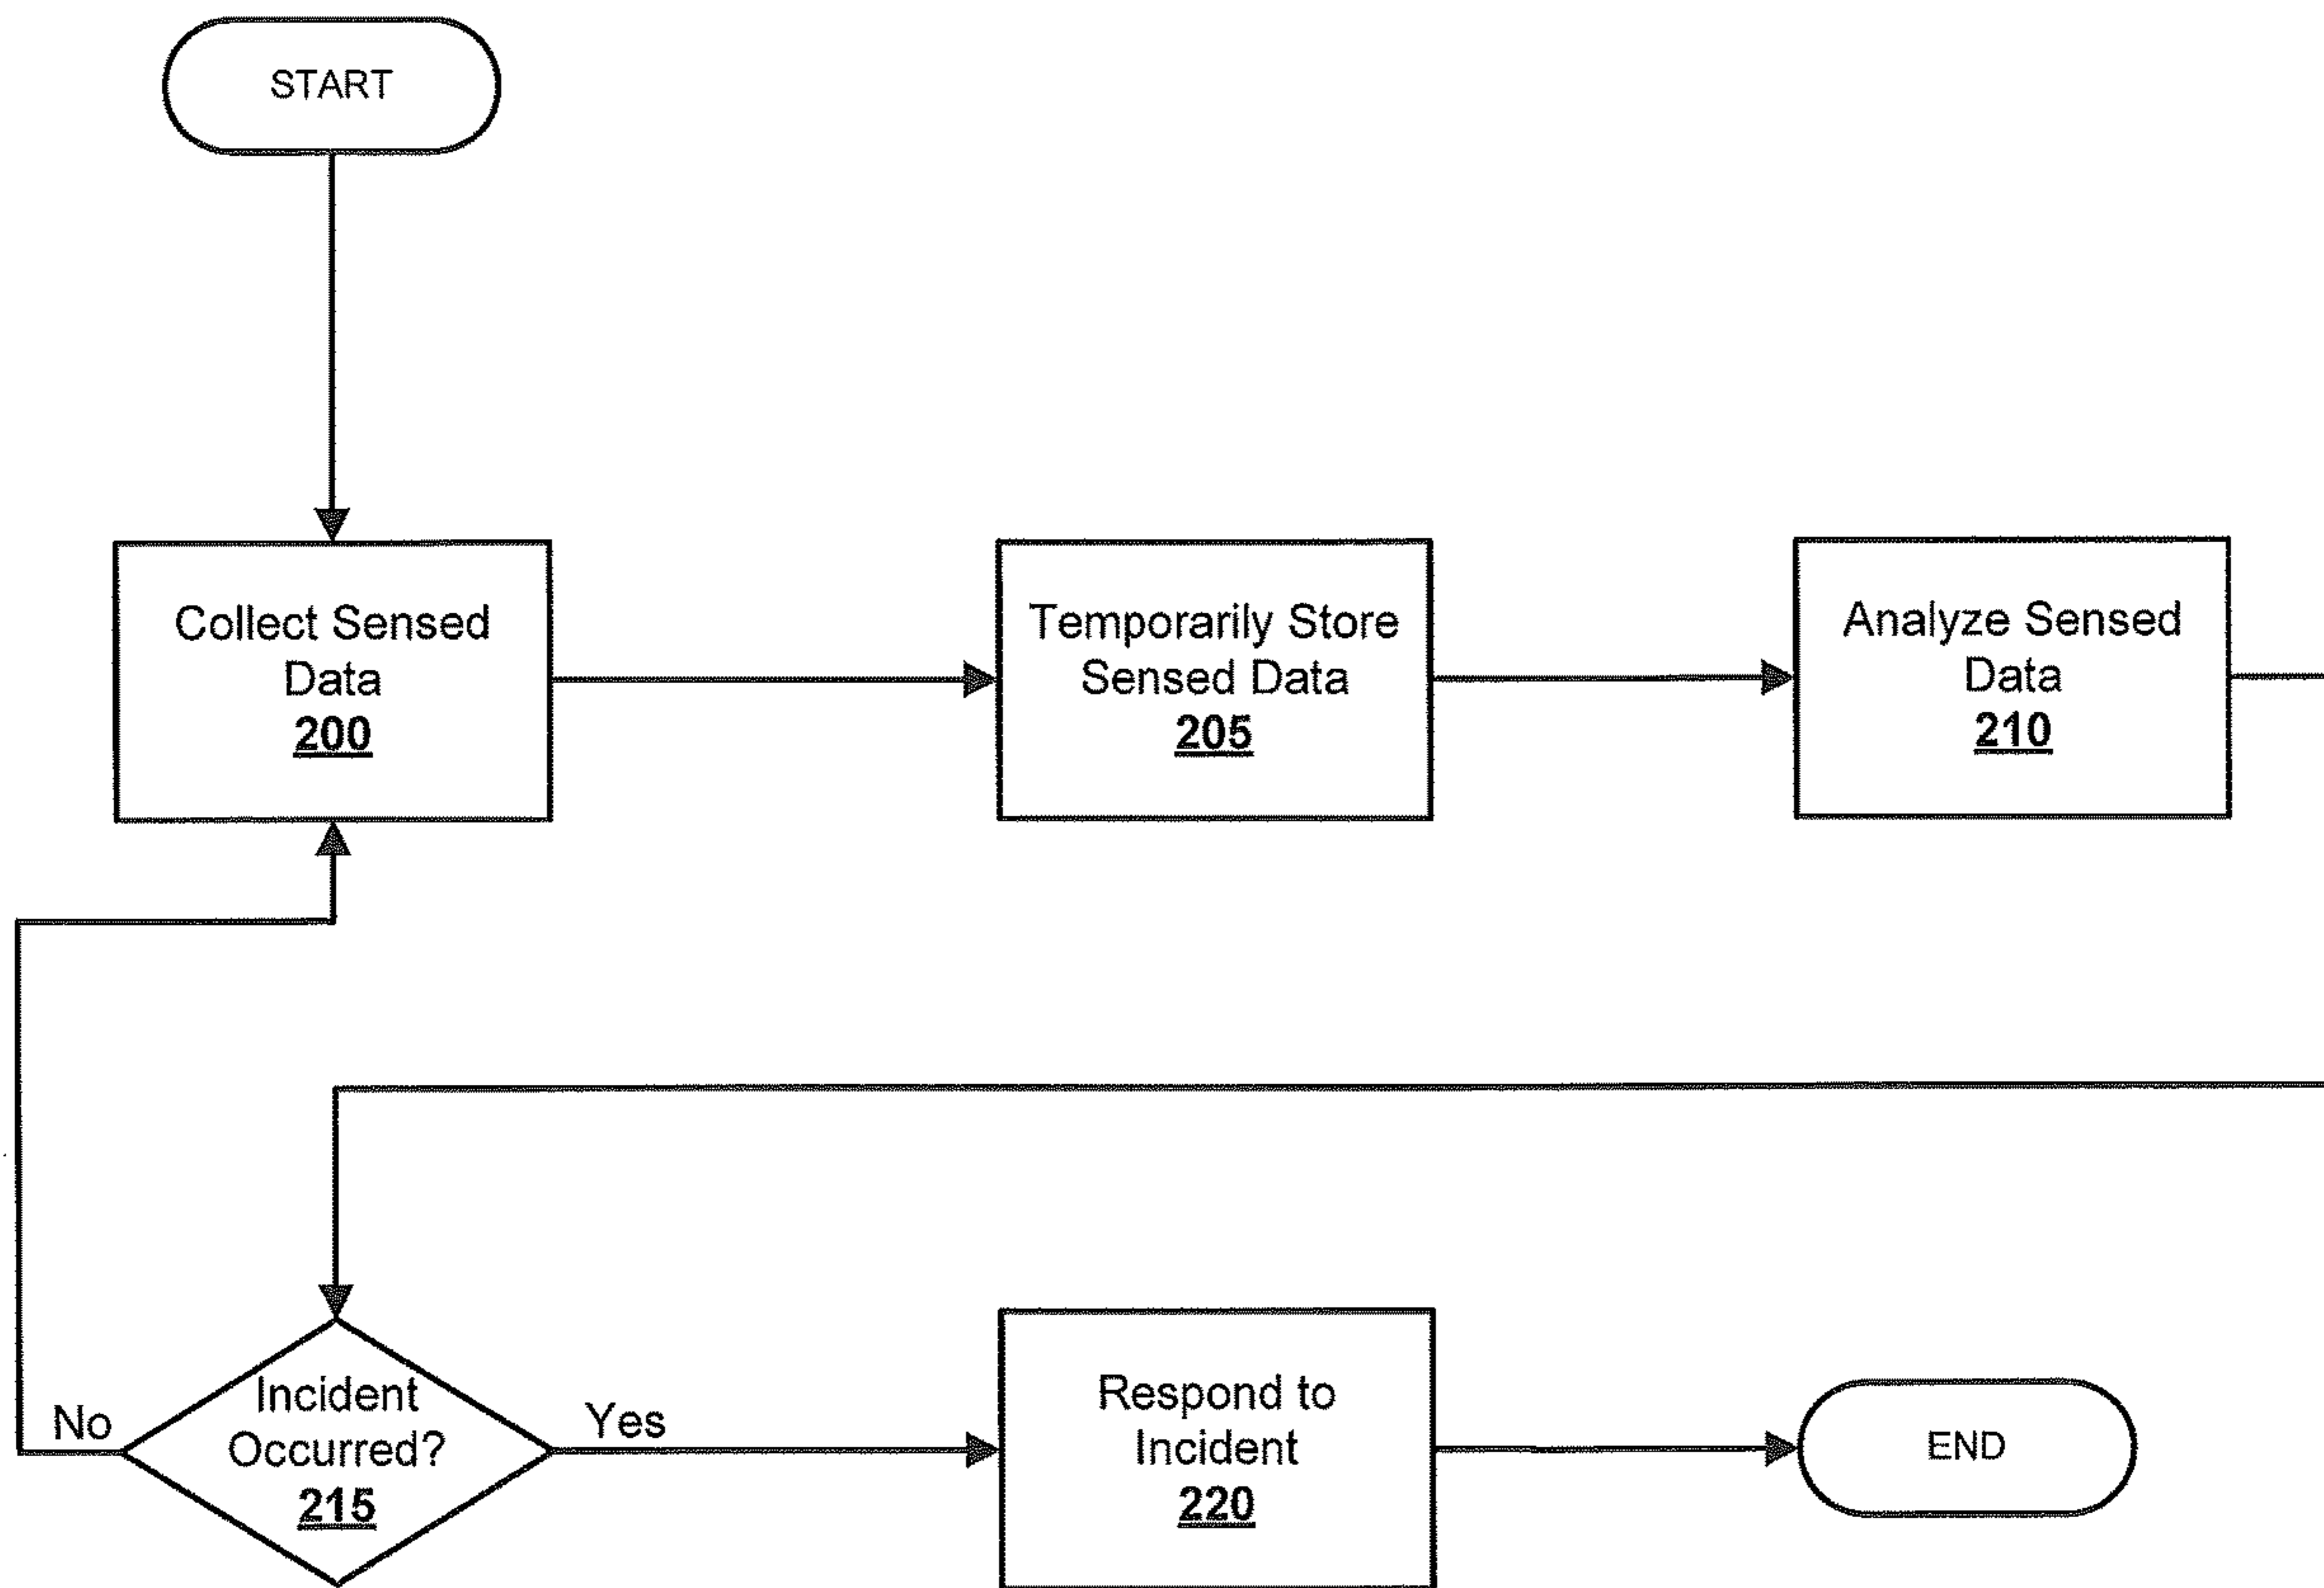 START
Collect Sensed
Data
200
Temporarily Store
Sensed Data
205
Analyze Sensed
Data
210
No
Incident
Occurred?
215
Yes
Respond to
Incident
220
END